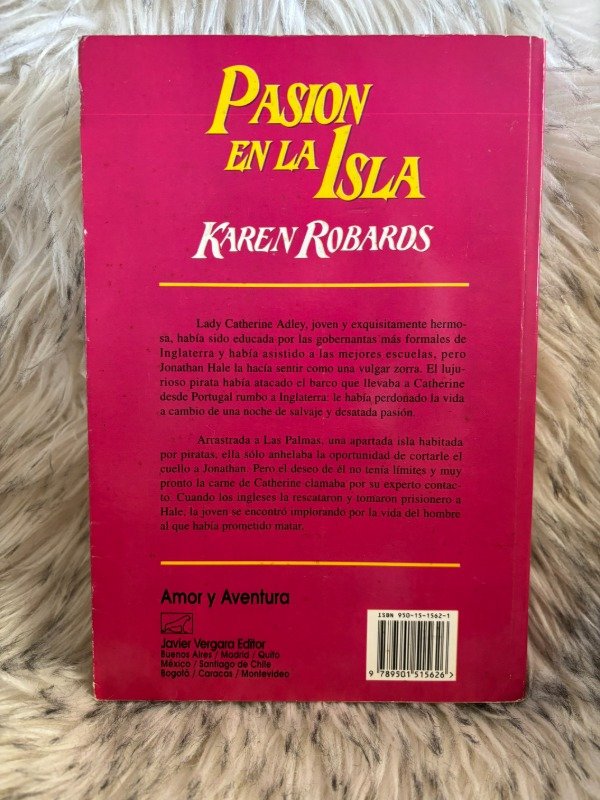 PASION
EN LA ISLA
KAREN ROBARDS
Lady Catherine Adley, joven y exquisitamente hermo-
sa, había sido educada por las gobernantas más formales de
Inglaterra y había asistido a las mejores escuelas, pero
Jonathan Hale la hacía sentir como una vulgar zorra. El luju-
rioso pirata había atacado el barco que llevaba a Catherine
desde Portugal rumbo a Inglaterra: le había perdoñado la vida
a cambio de una noche de salvaje y desatada pasión.
Arrastrada a Las Palmas, una apartada isla habitada
por piratas, ella sólo anhelaba la oportunidad de cortarle el
cuello a Jonathan. Pero el deseo de él no tenía límites y muy
pronto la carne de Catherine clamaba por su experto contac-
to. Cuando los ingleses la rescataron y tomaron prisionero a
Hale, la joven se encontró implorando por la vida del hombre
al que había prometido matar.
Amor y Aventura
Javier Vergara Editor
Buenos Aires / Madrid / Quito
México / Santiago de Chile
Bogotá / Caracas / Montevideo
ISBN 950-15-1562-1
9 789501 515626>